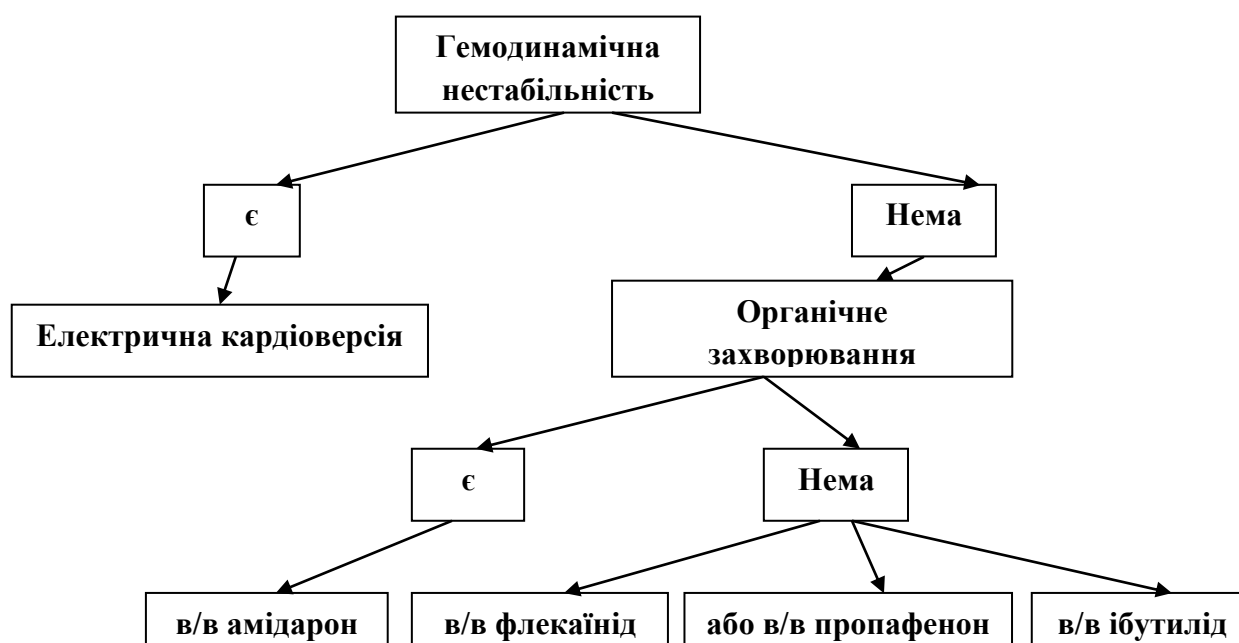 Гемодинамічна
нестабільність
є
Нема
Електрична кардіоверсія
Органічне
захворювання
є
Нема
в/в амідарон
в/в флекаїнід
або в/в пропафенон
в/в ібутилід